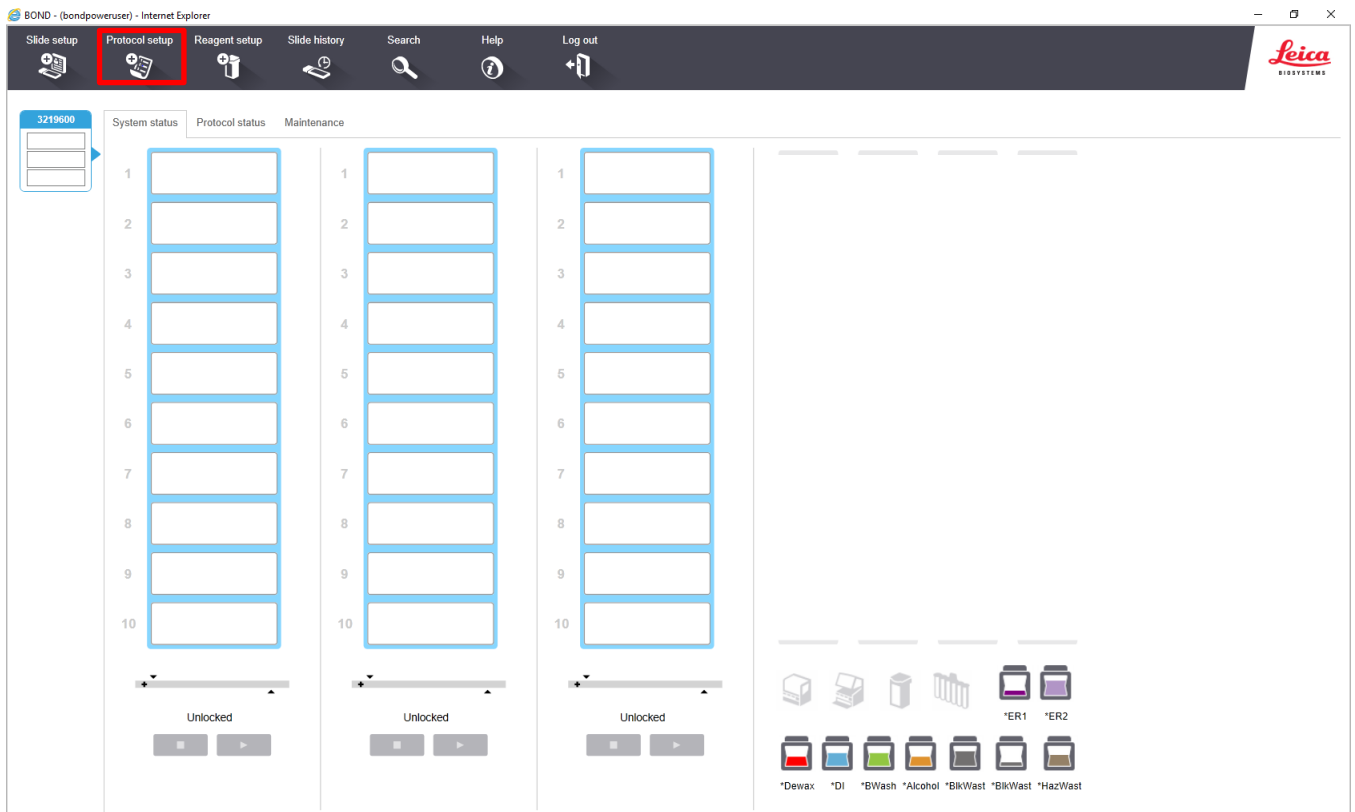 BOND - (bondpoweruser) - Internet Explorer
Slide setup Protocol setup Reagent setup Slide history Search Help Log out
Leica
BIOSYSTEMS
3219600
System status Protocol status Maintenance
1 1 1
2 2 2
3 3 3
4 4 4
5 5 5
6 6 6
7 7 7
8 8 8
9 9 9
10 10 10
Unlocked Unlocked Unlocked
*ER1 *ER2
*Dewax *DI *BWash *Alcohol *BlkWast *BlkWast *HazWast